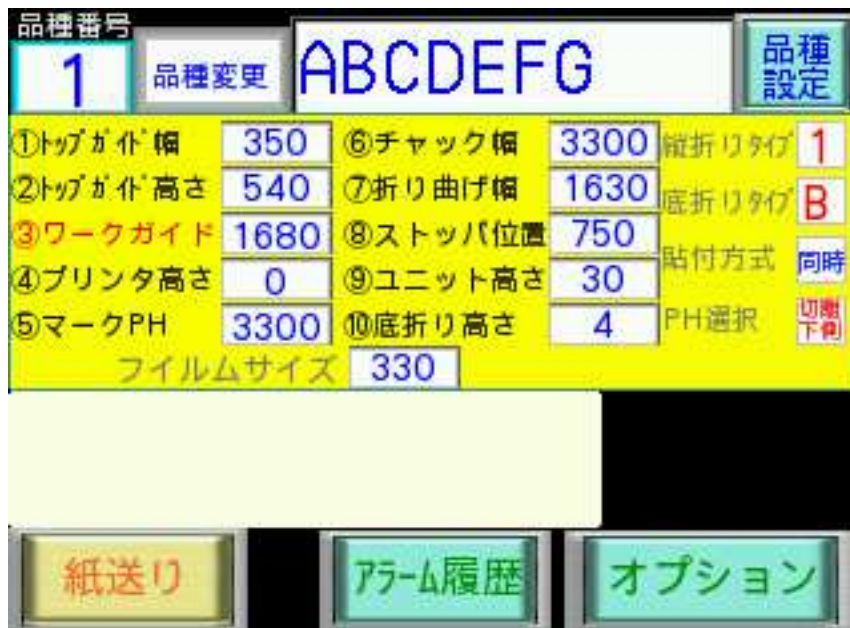 品種番号
1 品種変更 ABCDEFG 品種設定
①トップガイド幅 350 ⑥チャック幅 3300 縦折りタイプ 1
②トップガイド高さ 540 ⑦折り曲げ幅 1630 底折りタイプ B
③ワークガイド 1680 ⑧ストッパ位置 750 貼付方式 同時
④プリンタ高さ 0 ⑨ユニット高さ 30
⑤マークPH 3300 ⑩底折り高さ 4 PH選択 切離下側
フイルムサイズ 330
紙送り アラーム履歴 オプション